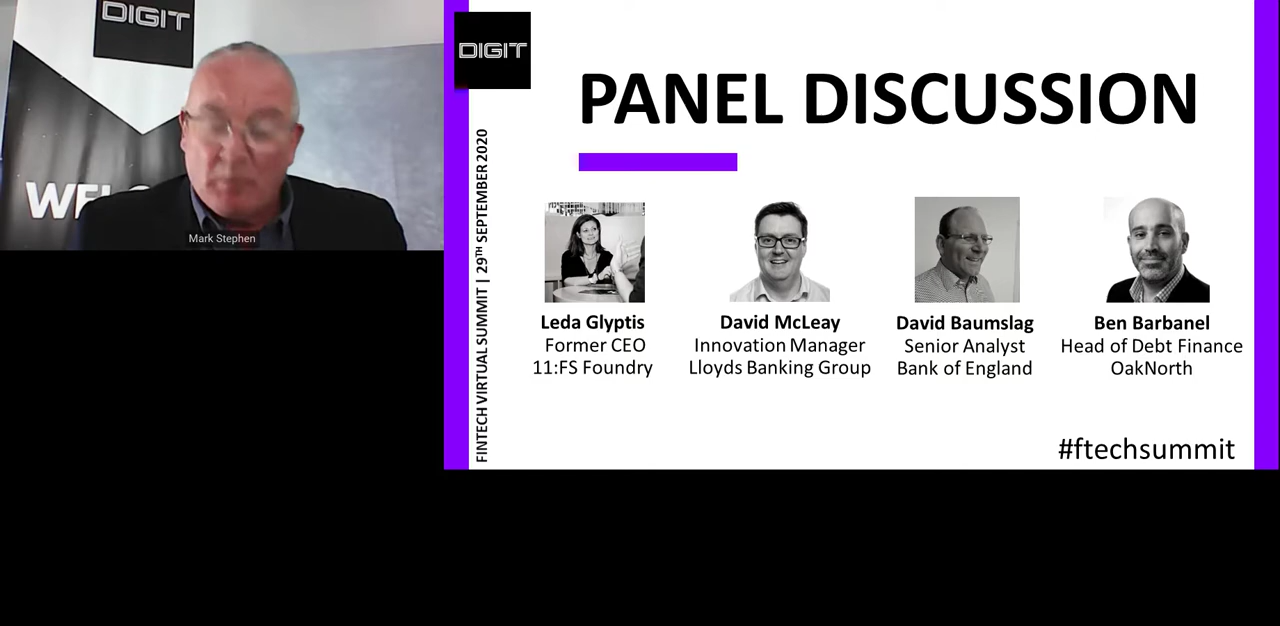 DIGIT
Mark Stephen
DIGIT
PANEL DISCUSSION
FINTECH VIRTUAL SUMMIT | 29TH SEPTEMBER 2020
Leda Glyptis
Former CEO
11:FS Foundry
David McLeay
Innovation Manager
Lloyds Banking Group
David Baumslag
Senior Analyst
Bank of England
Ben Barbanel
Head of Debt Finance
OakNorth
#ftechsummit